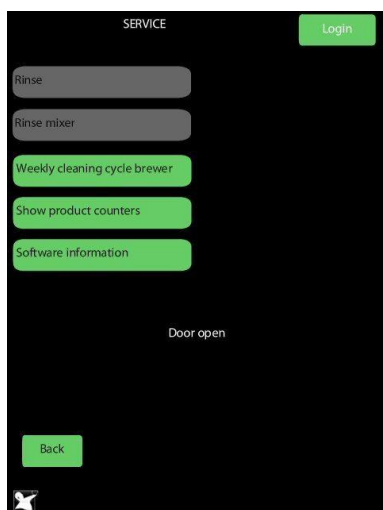 SERVICE
Login
Rinse
Rinse mixer
Weekly cleaning cycle brewer
Show product counters
Software information
Door open
Back